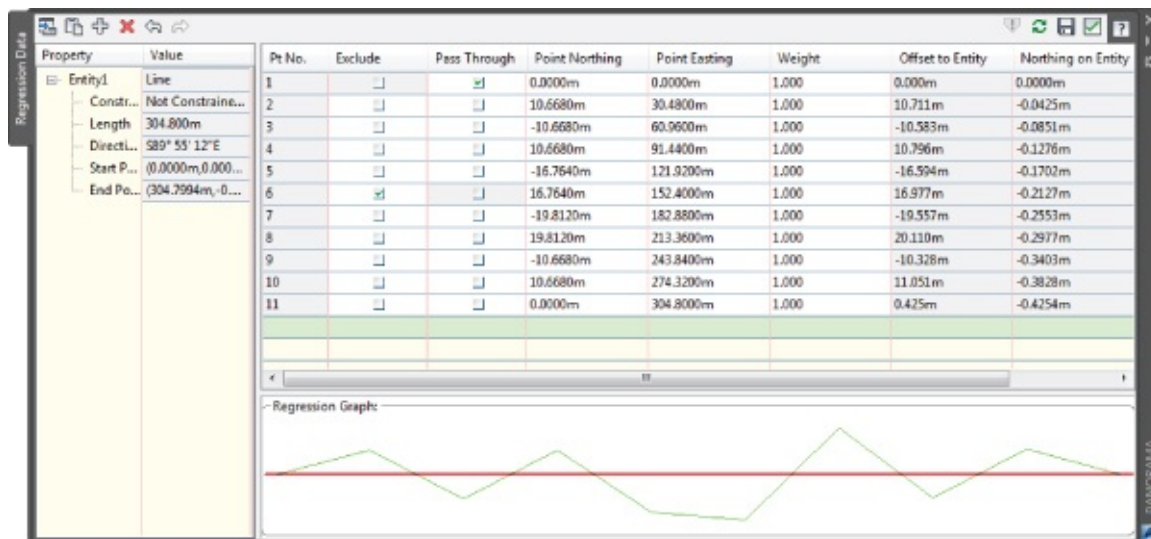 Regression Data
Property Value
Entity1 Line
Constr... Not Constraine...
Length 304.800m
Directi... S89° 55' 12"E
Start P... (0.0000m,0.000...
End Po... (304.7994m,-0....
Pt No. Exclude Pass Through Point Northing Point Easting Weight Offset to Entity Northing on Entity
1 0.0000m 0.0000m 1.000 0.000m 0.0000m
2 10.6680m 30.4800m 1.000 10.711m -0.0425m
3 -10.6680m 60.9600m 1.000 -10.583m -0.0851m
4 10.6680m 91.4400m 1.000 10.796m -0.1276m
5 -16.7640m 121.9200m 1.000 -16.594m -0.1702m
6 16.7640m 152.4000m 1.000 16.977m -0.2127m
7 -19.8120m 182.8800m 1.000 -19.557m -0.2553m
8 19.8120m 213.3600m 1.000 20.110m -0.2977m
9 -10.6680m 243.8400m 1.000 -10.328m -0.3403m
10 10.6680m 274.3200m 1.000 11.051m -0.3828m
11 0.0000m 304.8000m 1.000 0.425m -0.4254m
Regression Graph:
PANORAMA